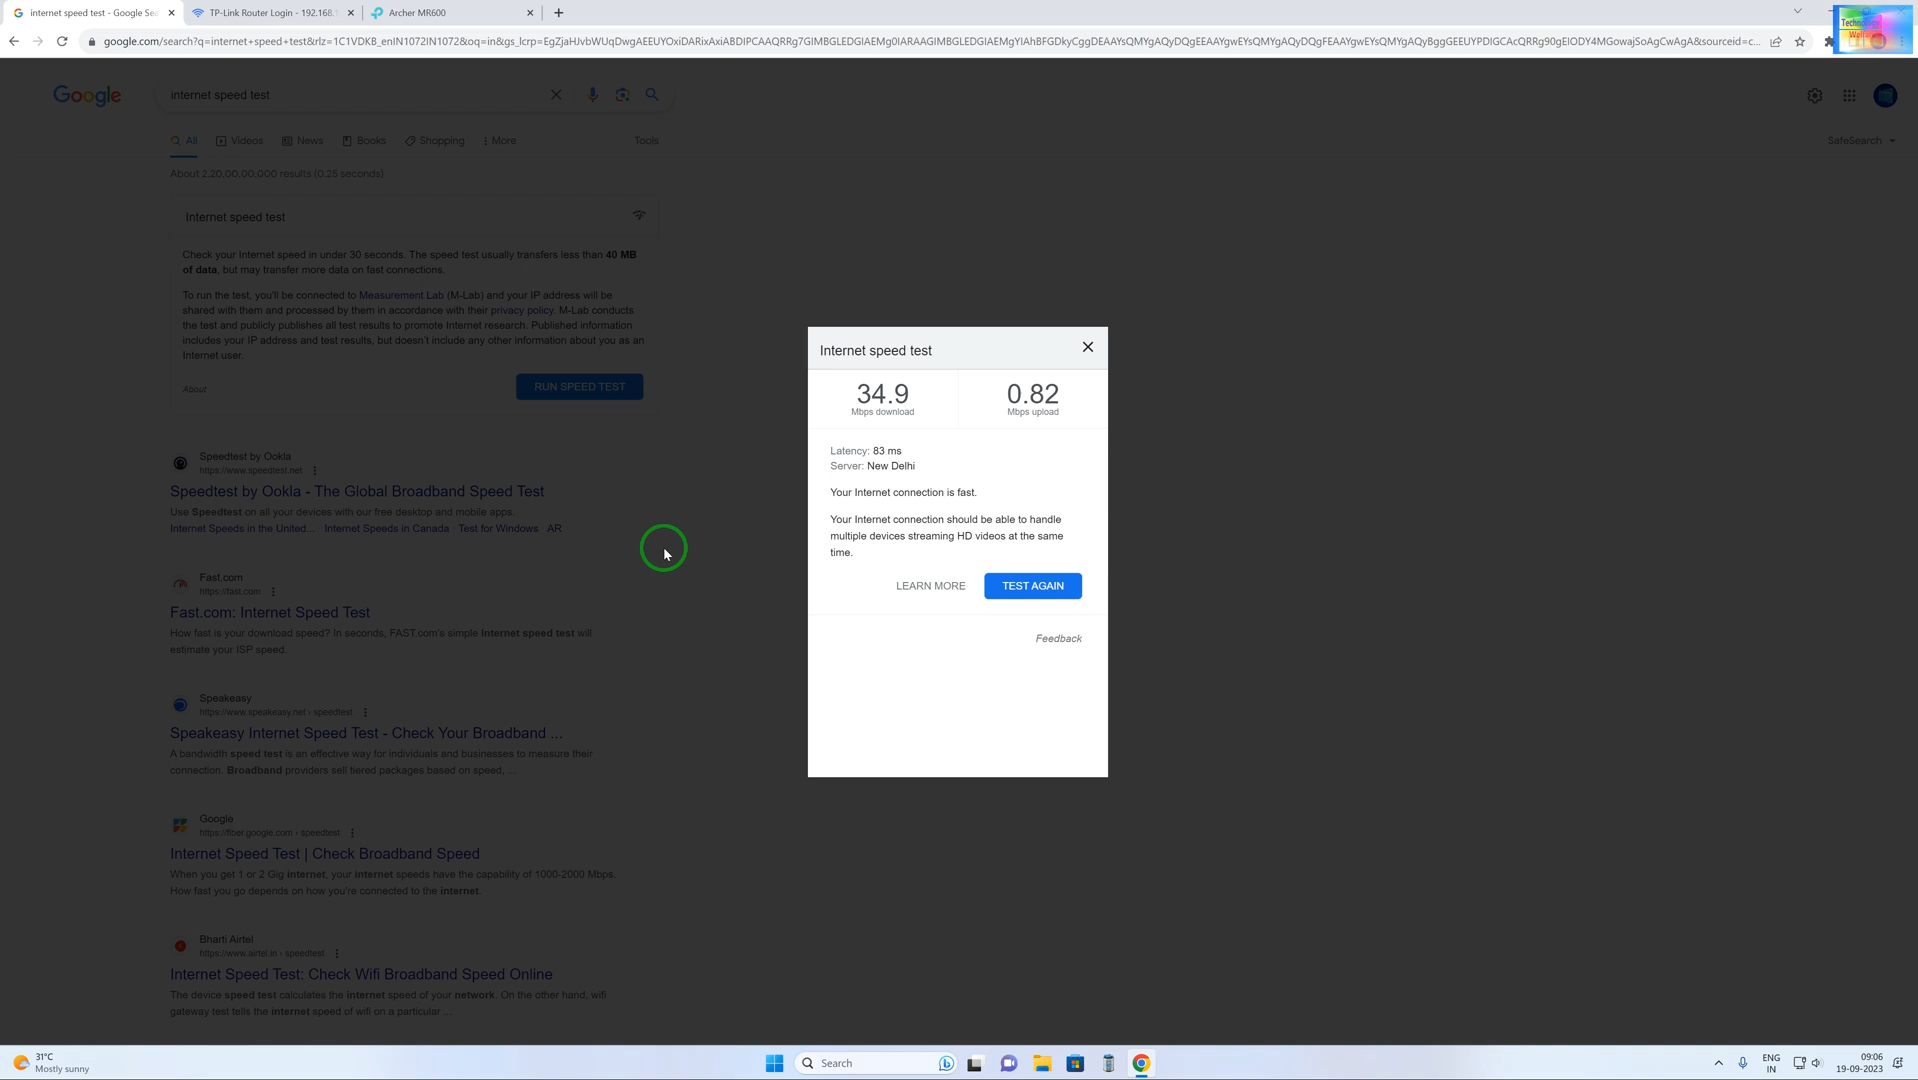 internet speed test - Google Sea
TP-Link Router Login - 192.168.1
Archer MR600
google.com/search?q=internet+speed+test&rlz=1C1VDKB_enIN1072IN1072&oq=in&gs_lcrp=
Technology
Google
internet speed test
All
Videos
News
Books
Shopping
More
Tools
SafeSearch
About 2,20,00,00,000 results (0.25 seconds)
Internet speed test
Check your Internet speed in under 30 seconds. The speed test usually transfers less than 40 MB
of data, but may transfer more data on fast connections.
To run the test, you'll be connected to Measurement Lab (M-Lab) and your IP address will be
shared with them and processed by them in accordance with their privacy policy. M-Lab conducts
the test and publicly publishes all test results to promote Internet research. Published information
includes your IP address and test results, but doesn't include any other information about you as an
Internet user.
About
RUN SPEED TEST
Speedtest by Ookla
https://www.speedtest.net
Speedtest by Ookla - The Global Broadband Speed Test
Use Speedtest on all your devices with our free desktop and mobile apps.
Internet Speeds in the United... · Internet Speeds in Canada · Test for Windows · AR
Fast.com
https://fast.com
Fast.com: Internet Speed Test
How fast is your download speed? In seconds, FAST.com's simple Internet speed test will
estimate your ISP speed.
Speakeasy
https://www.speakeasy.net › speedtest
Speakeasy Internet Speed Test - Check Your Broadband ...
A bandwidth speed test is an effective way for individuals and businesses to measure their
connection. Broadband providers sell tiered packages based on speed, ...
Google
https://fiber.google.com › speedtest
Internet Speed Test | Check Broadband Speed
When you get 1 or 2 Gig internet, your internet speeds have the capability of 1000-2000 Mbps.
How fast you go depends on how you're connected to the internet.
Bharti Airtel
https://www.airtel.in › speedtest
Internet Speed Test: Check Wifi Broadband Speed Online
The device speed test calculates the internet speed of your network. On the other hand, wifi
gateway test tells the internet speed of wifi on a particular ...
Internet speed test
34.9
Mbps download
0.82
Mbps upload
Latency: 83 ms
Server: New Delhi
Your Internet connection is fast.
Your Internet connection should be able to handle
multiple devices streaming HD videos at the same
time.
LEARN MORE
TEST AGAIN
Feedback
31°C
Mostly sunny
Search
ENG
IN
09:06
19-09-2023